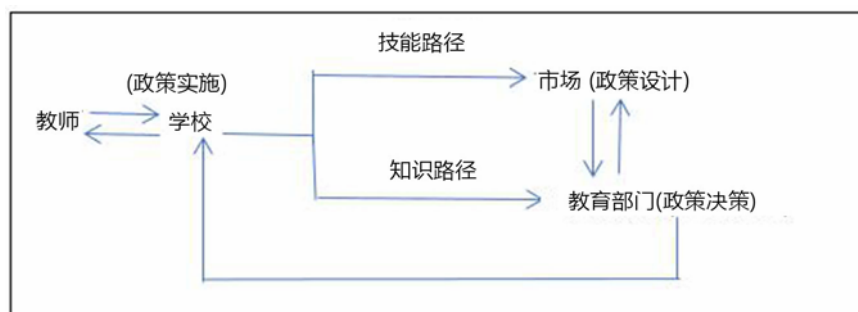 技能路径
(政策实施)
市场 (政策设计)
教师
学校
知识路径
教育部门(政策决策)